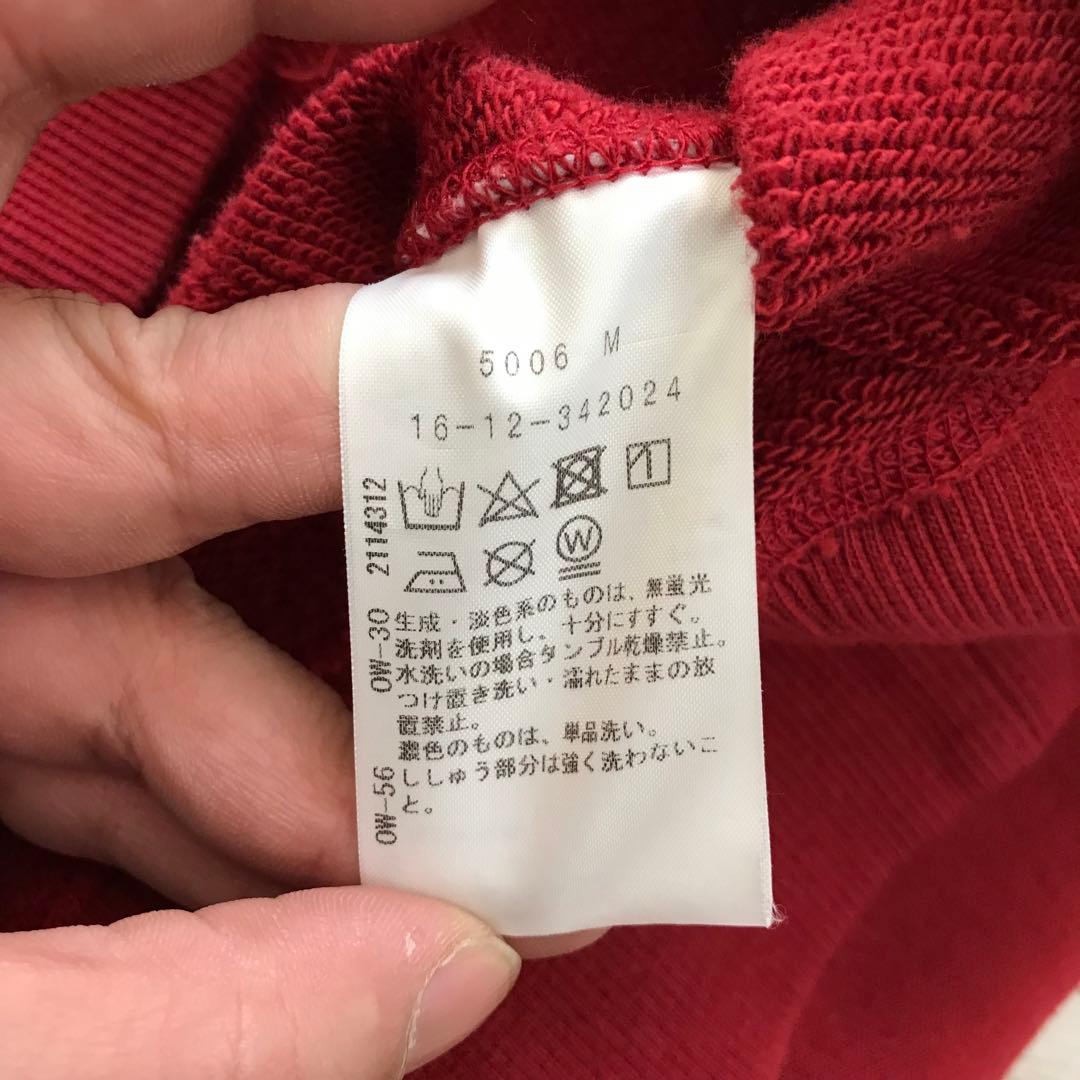 5006 M
16-12-342024
W
生成・淡色系のものは、無蛍光
洗剤を使用し、十分にすすぐ。
水洗いの場合タンブル乾燥禁止。
つけ置き洗い・濡れたままの放
置禁止。
濃色のものは、単品洗い。
ししゅう部分は強く洗わないこ
と。
OW-56 OW-30 2114312